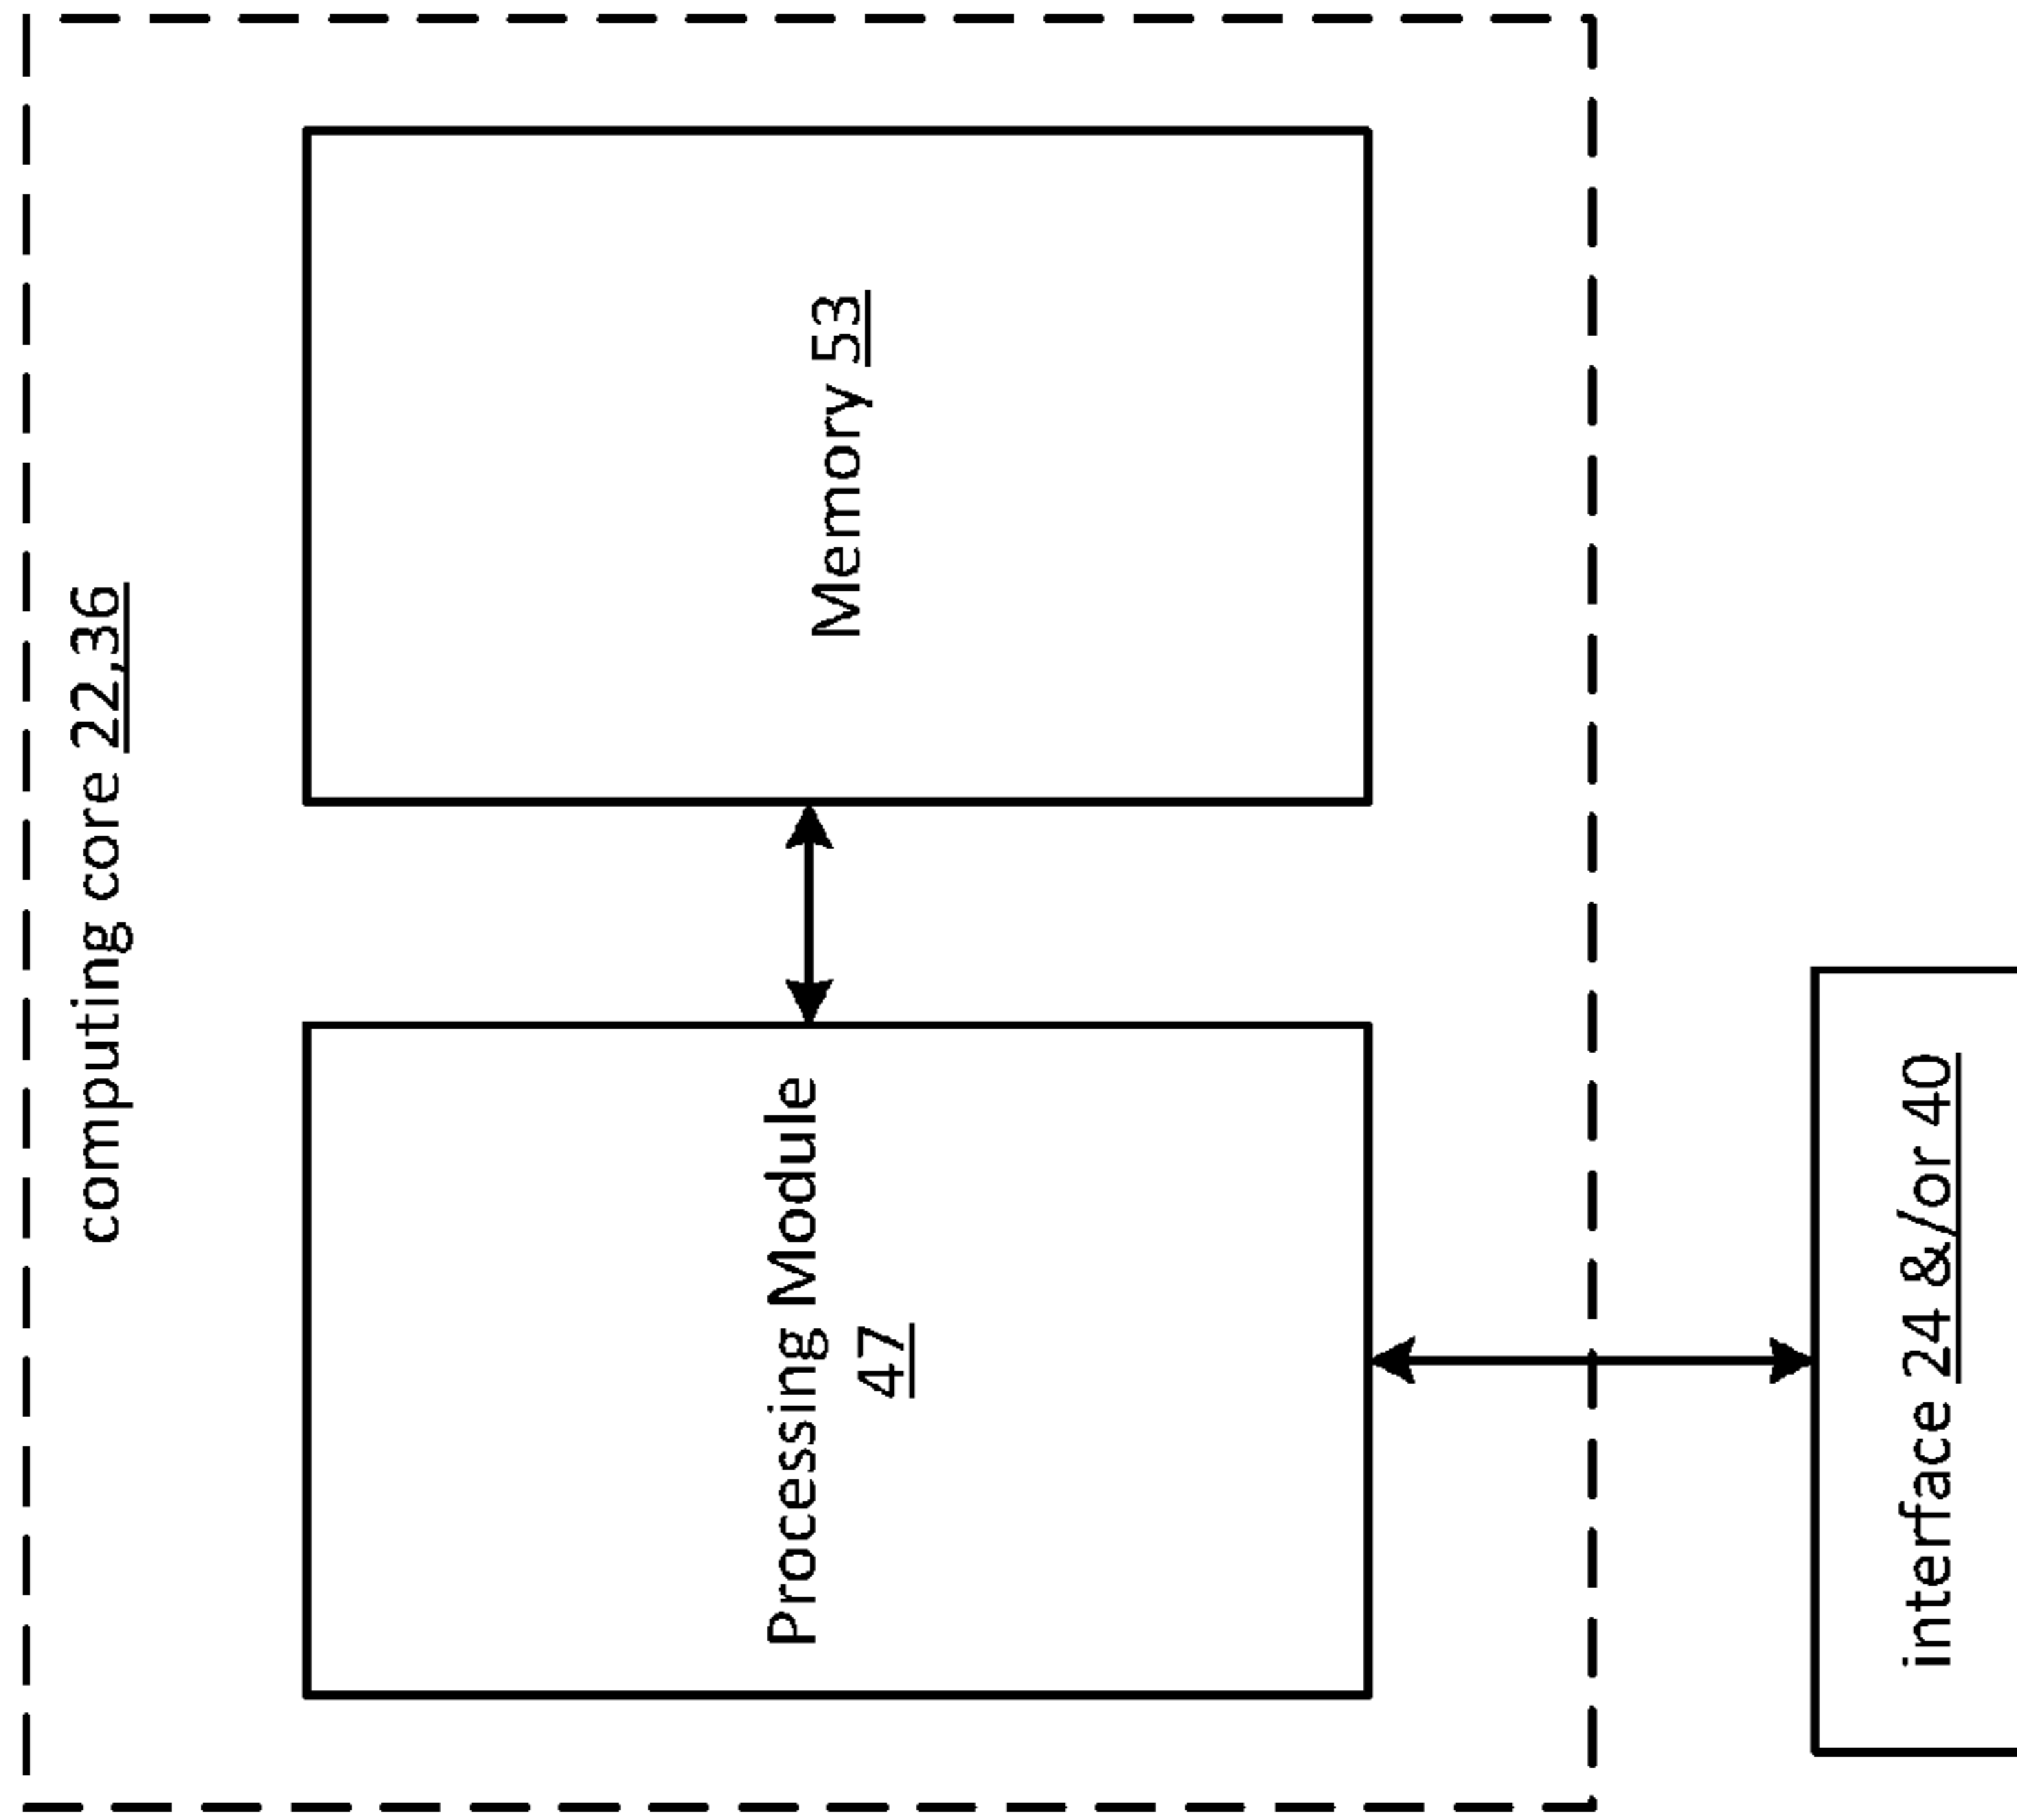 computing core 22,36
Processing Module
47
Memory 53
interface 24 &/or 40